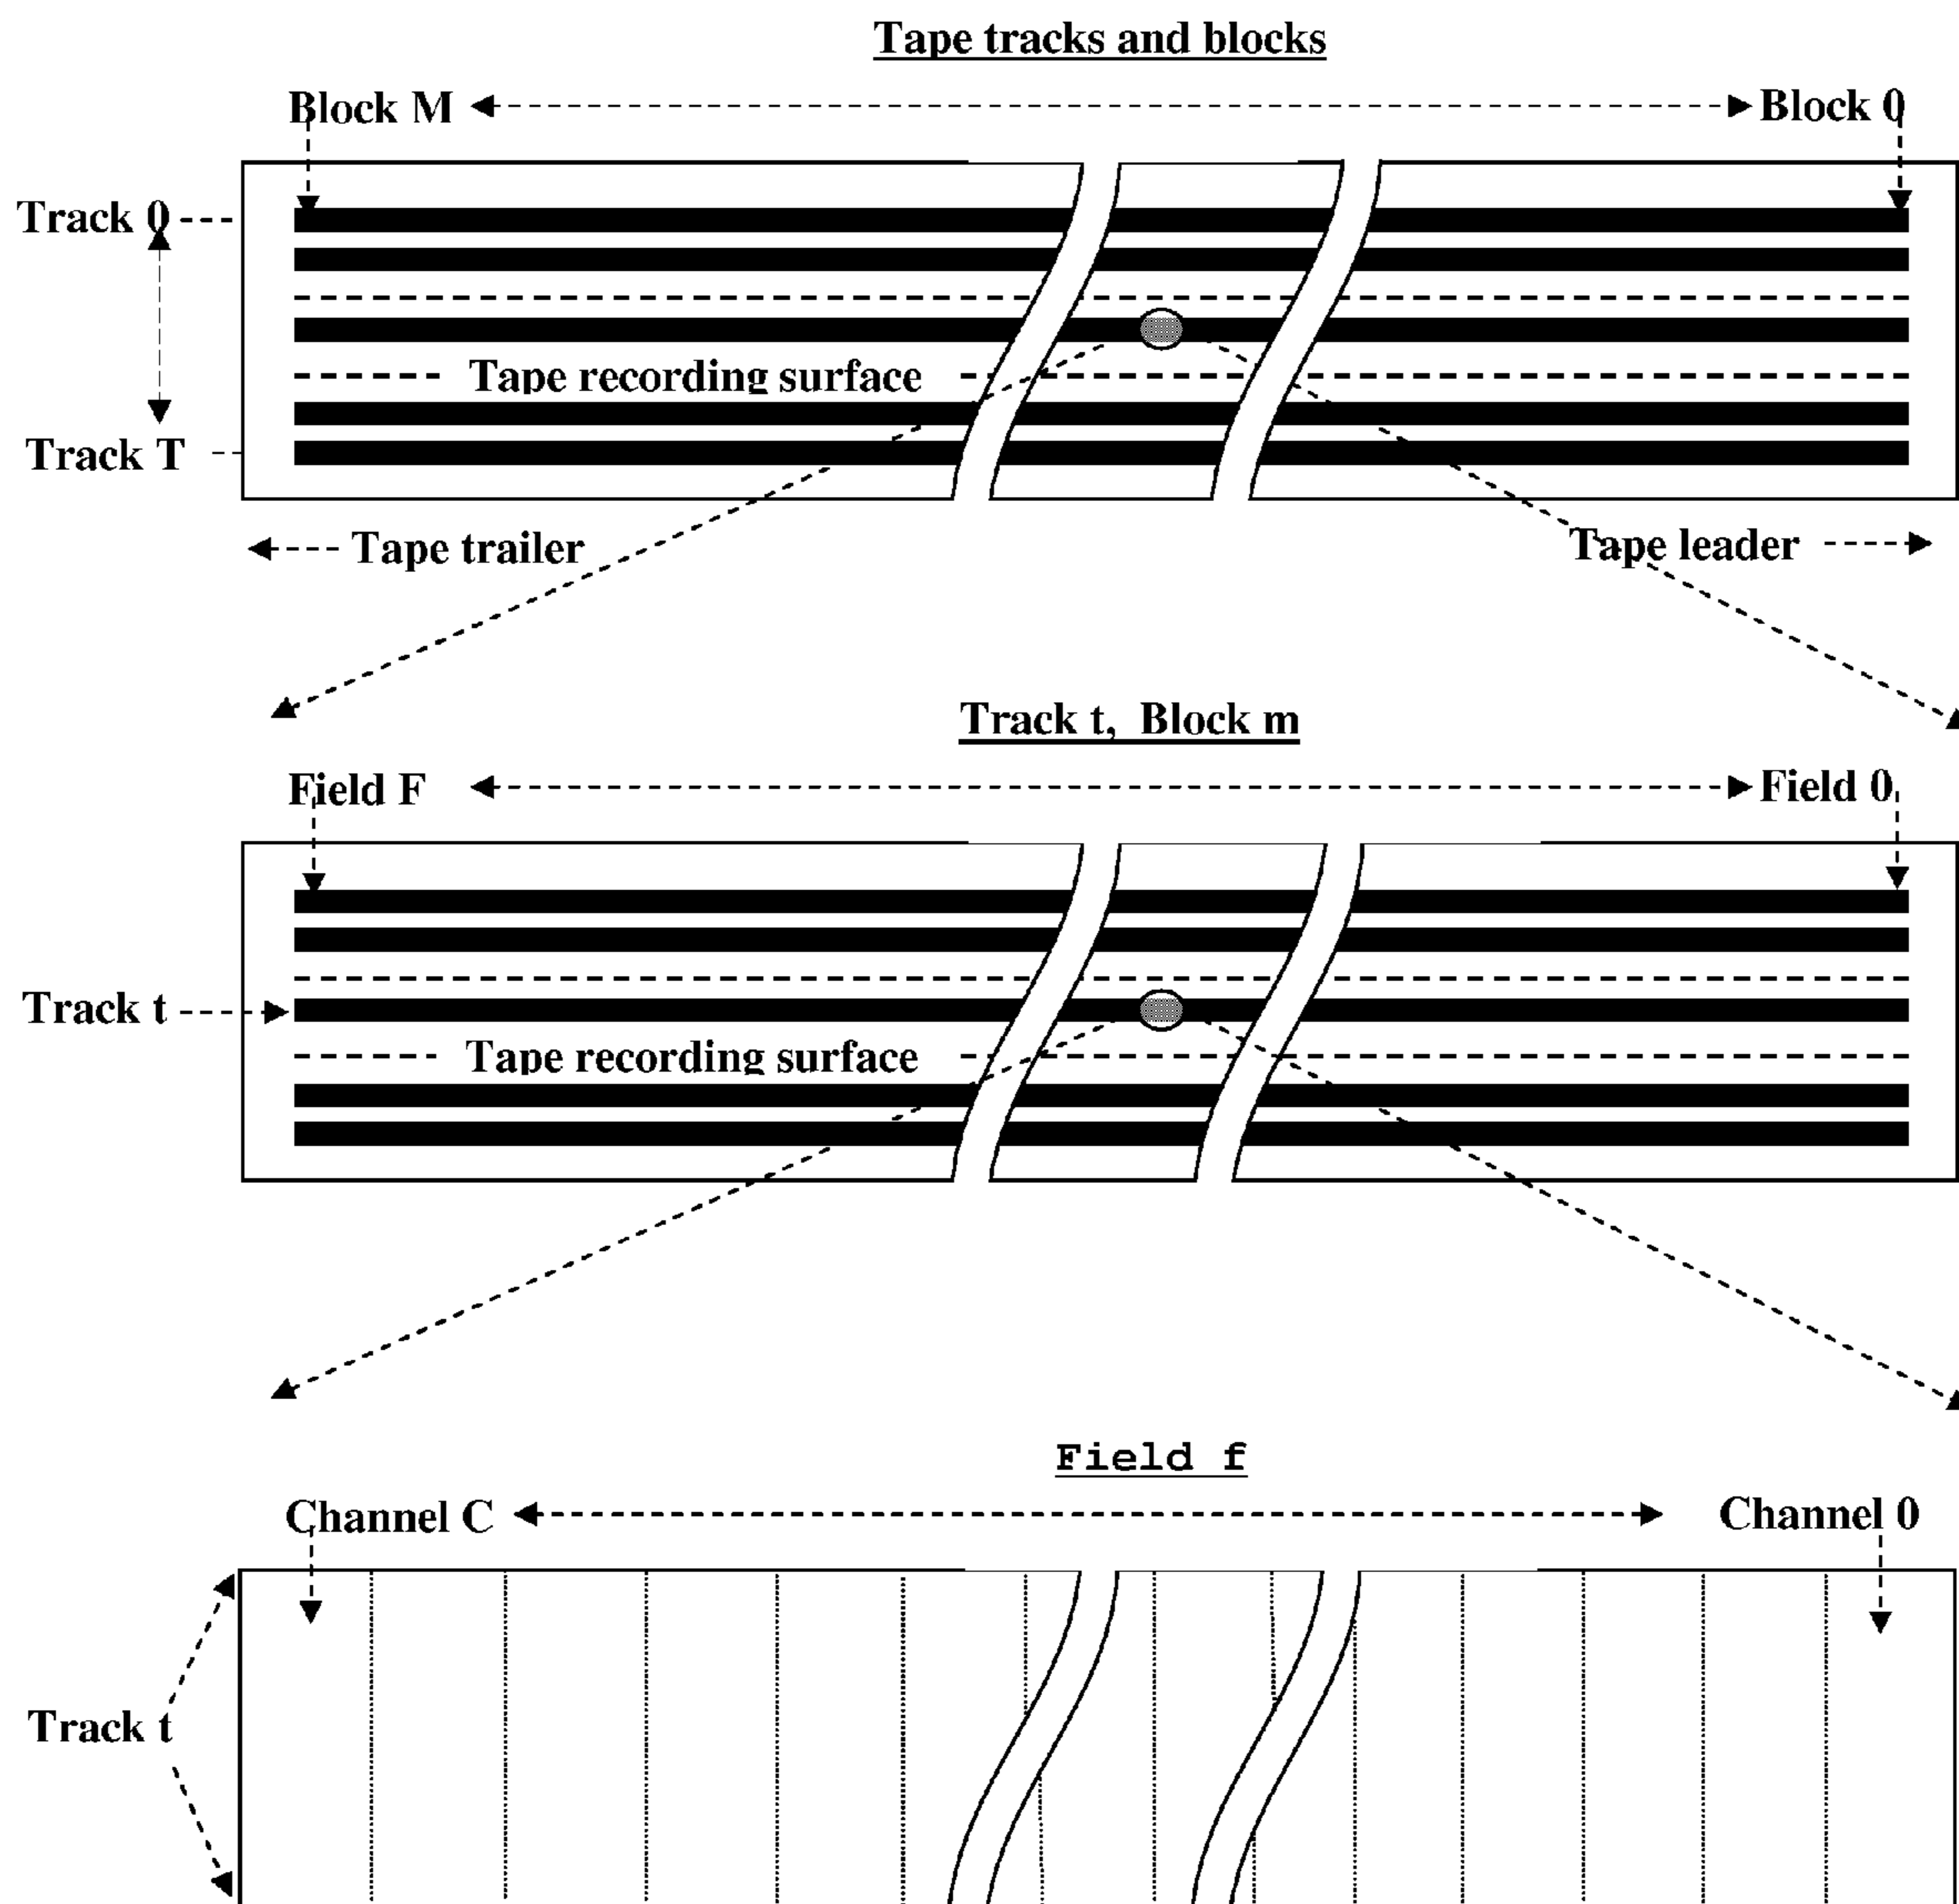 Tape tracks and blocks
Block M
Block 0
Track 0
Tape recording surface
Track T
Tape trailer
Tape leader
Track t, Block m
Field F
Field 0
Track t
Tape recording surface
Field f
Channel C
Channel 0
Track t